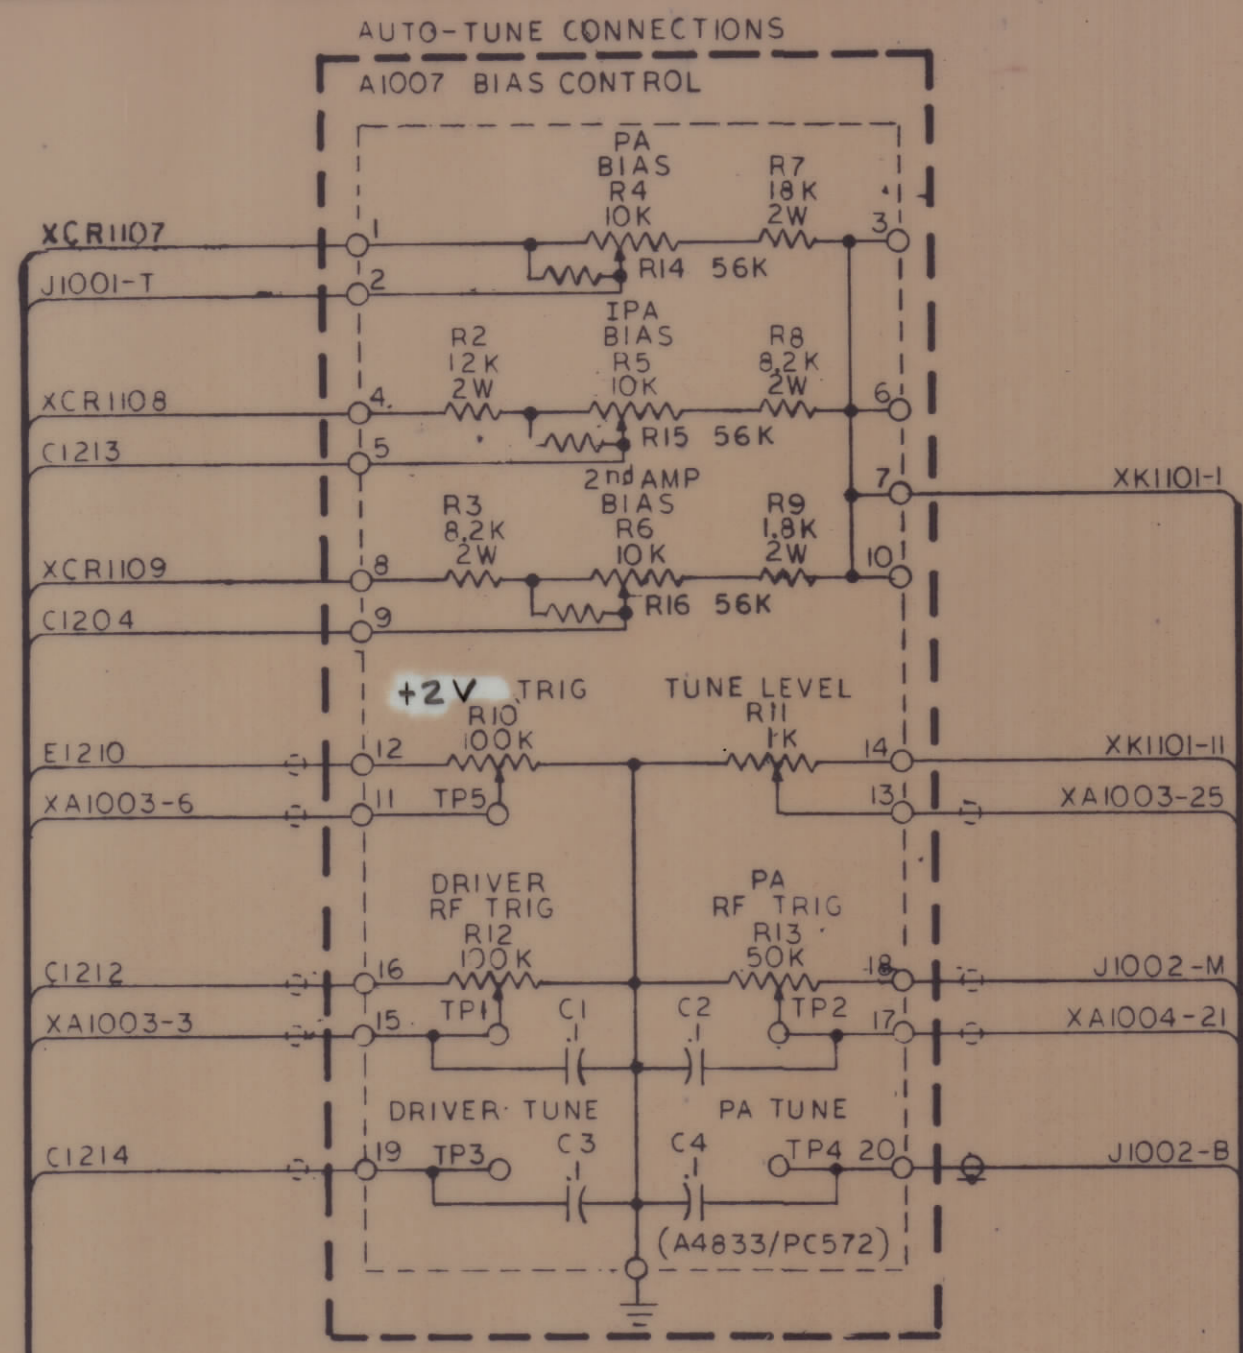 AUTO-TUNE CONNECTIONS
A1007 BIAS CONTROL
PA
BIAS
R4
10K
R7
18K
2W
XCR1107
1
3
R14 56K
J1001-T
2
IPA
BIAS
R5
10K
R2
12K
2W
R8
8.2K
2W
XCR1108
4
6
R15 56K
C1213
5
2nd AMP
BIAS
R6
10K
7
XK1101-1
R3
8.2K
2W
R9
1.8K
2W
XCR1109
8
10
R16 56K
C1204
9
+2V TRIG
R10
100K
TUNE LEVEL
R11
1K
E1210
12
14
XK1101-11
XA1003-6
11
TP5
13
XA1003-25
DRIVER
RF TRIG
R12
100K
PA
RF TRIG
R13
50K
C1212
16
18
J1002-M
XA1003-3
15
TP1
C1
.1
C2
.1
TP2
17
XA1004-21
DRIVER TUNE
PA TUNE
C1214
19
TP3
C3
.1
C4
.1
TP4
20
J1002-B
(A4833/PC572)